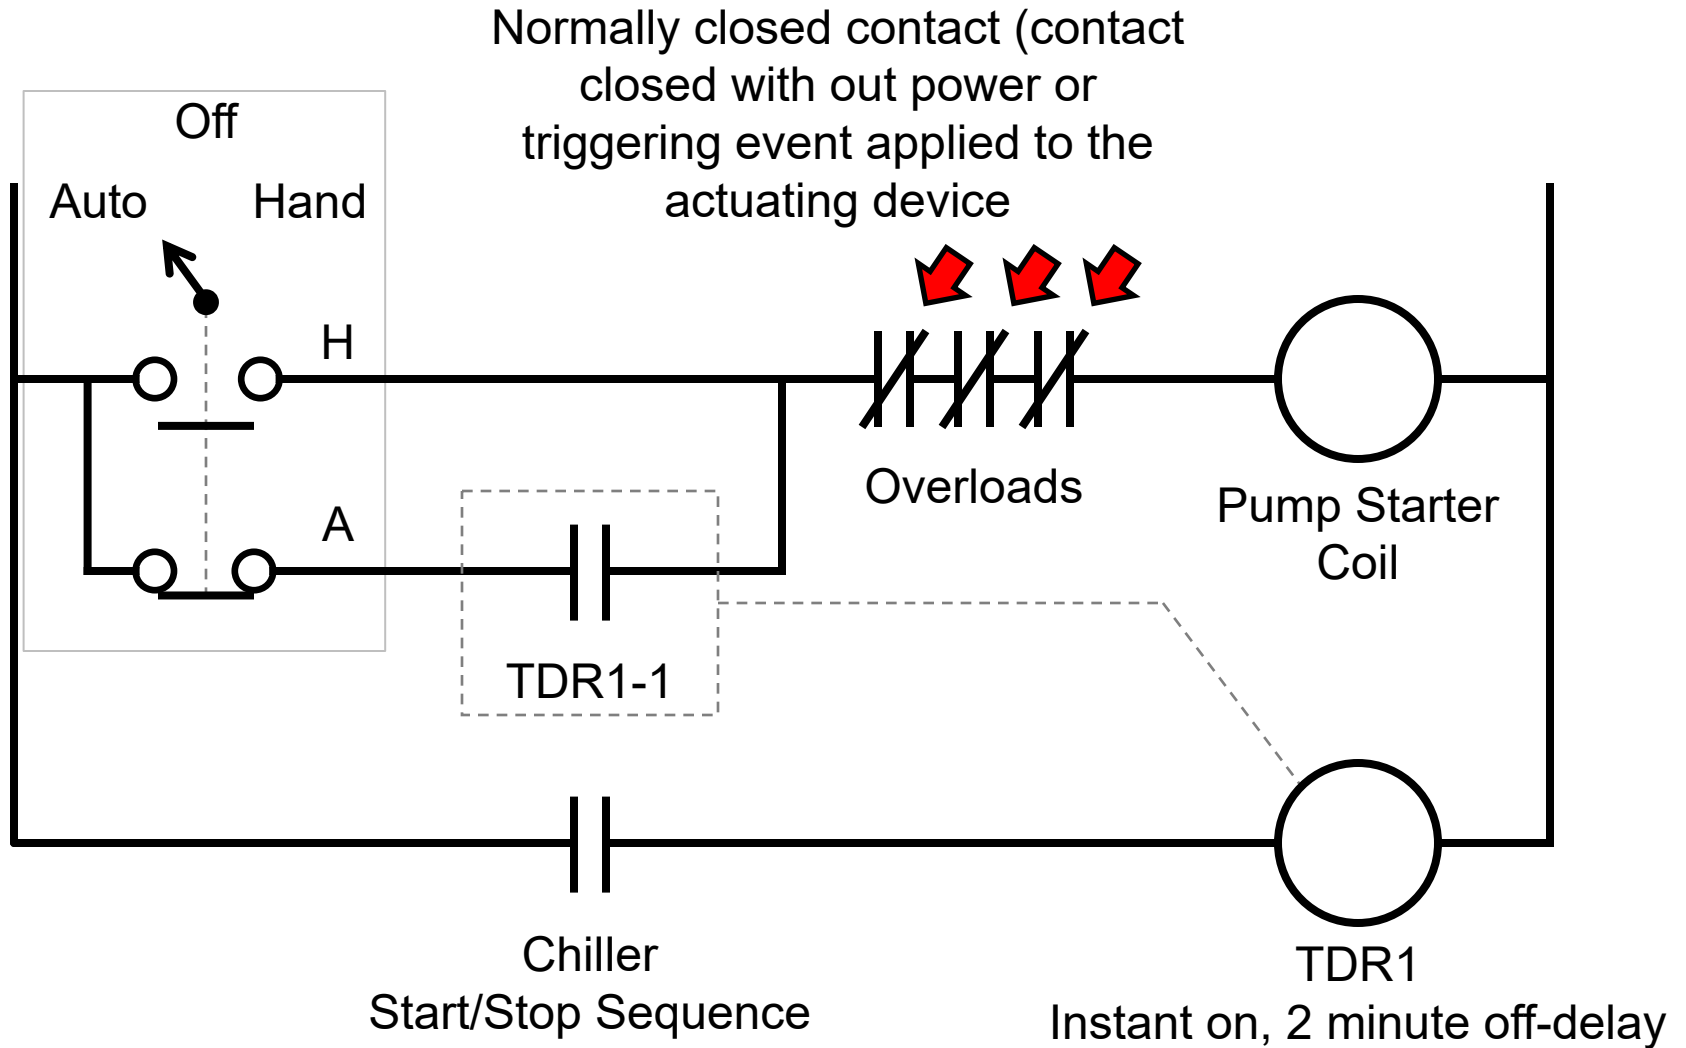 Normally closed contact (contact
closed with out power or
triggering event applied to the
actuating device
Off
Auto
Hand
H
A
Overloads
Pump Starter
Coil
TDR1-1
Chiller
Start/Stop Sequence
TDR1
Instant on, 2 minute off-delay